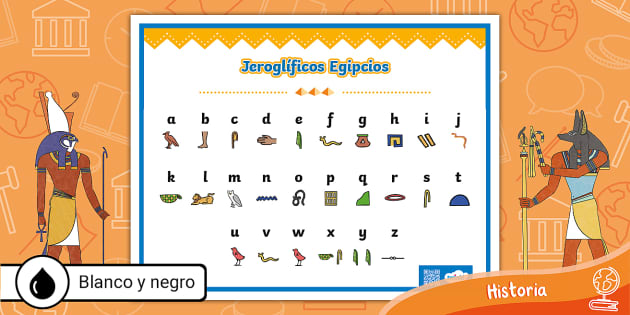 Jeroglíficos Egipcios
a b c d e f g h i j
k l m n o p q r s t
u v w x y z
Blanco y negro
Historia